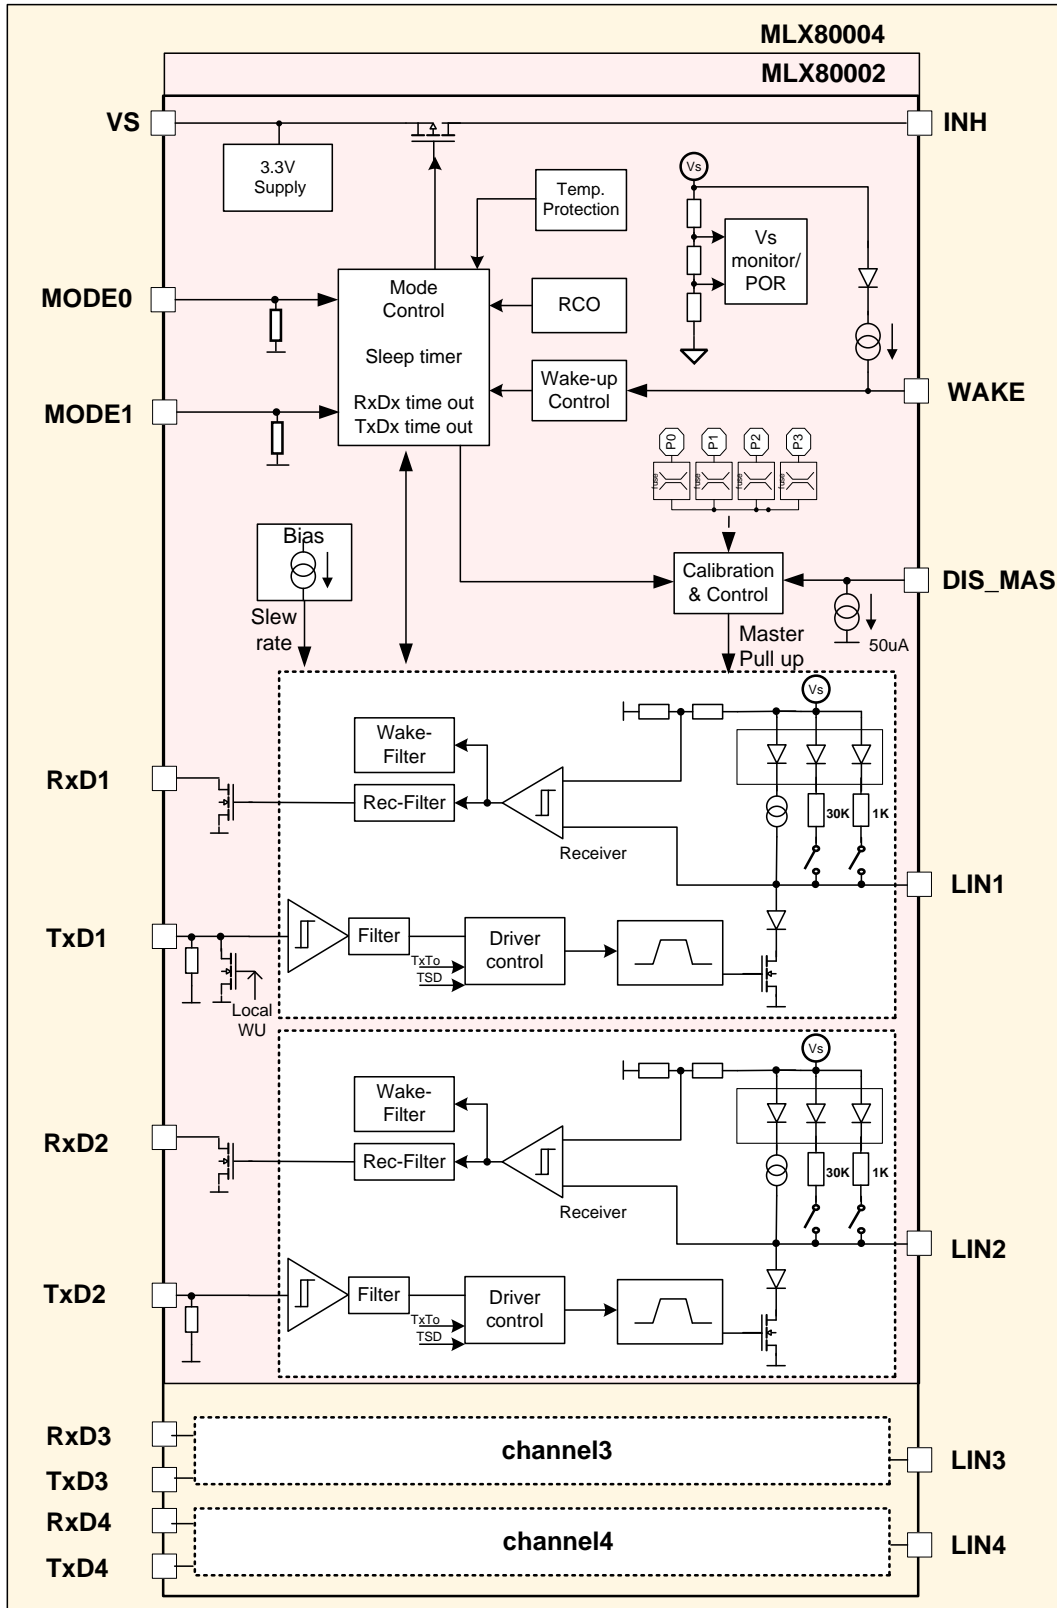 MLX80004
MLX80002
VS
INH
3.3V
Supply
Temp.
Protection
Vs
Vs
monitor/
POR
MODE0
Mode
Control
Sleep timer
RxDx time out
TxDx time out
RCO
MODE1
Wake-up
Control
WAKE
P0
P1
P2
P3
fuse
fuse
fuse
fuse
Bias
Slew
rate
Calibration
& Control
DIS_MAS
50uA
Master
Pull up
Vs
Wake-
Filter
RxD1
Rec-Filter
Receiver
30K
1K
LIN1
TxD1
Filter
Driver
control
TxTo
TSD
Local
WU
Vs
Wake-
Filter
RxD2
Rec-Filter
Receiver
30K
1K
LIN2
TxD2
Filter
Driver
control
TxTo
TSD
RxD3
channel3
LIN3
TxD3
RxD4
channel4
LIN4
TxD4